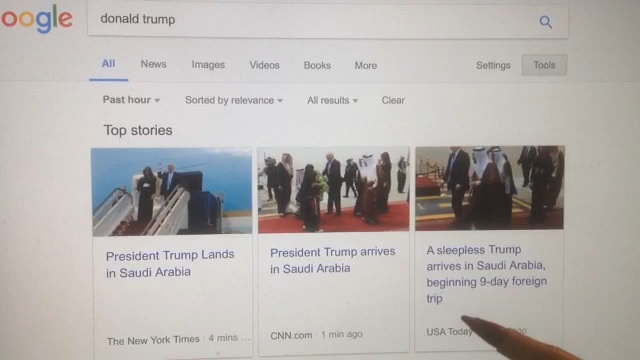 oogle
donald trump
All News Images Videos Books More Settings Tools
Past hour Sorted by relevance All results Clear
Top stories
President Trump Lands
in Saudi Arabia
The New York Times · 4 mins ...
President Trump arrives
in Saudi Arabia
CNN.com · 1 min ago
A sleepless Trump
arrives in Saudi Arabia,
beginning 9-day foreign
trip
USA Today